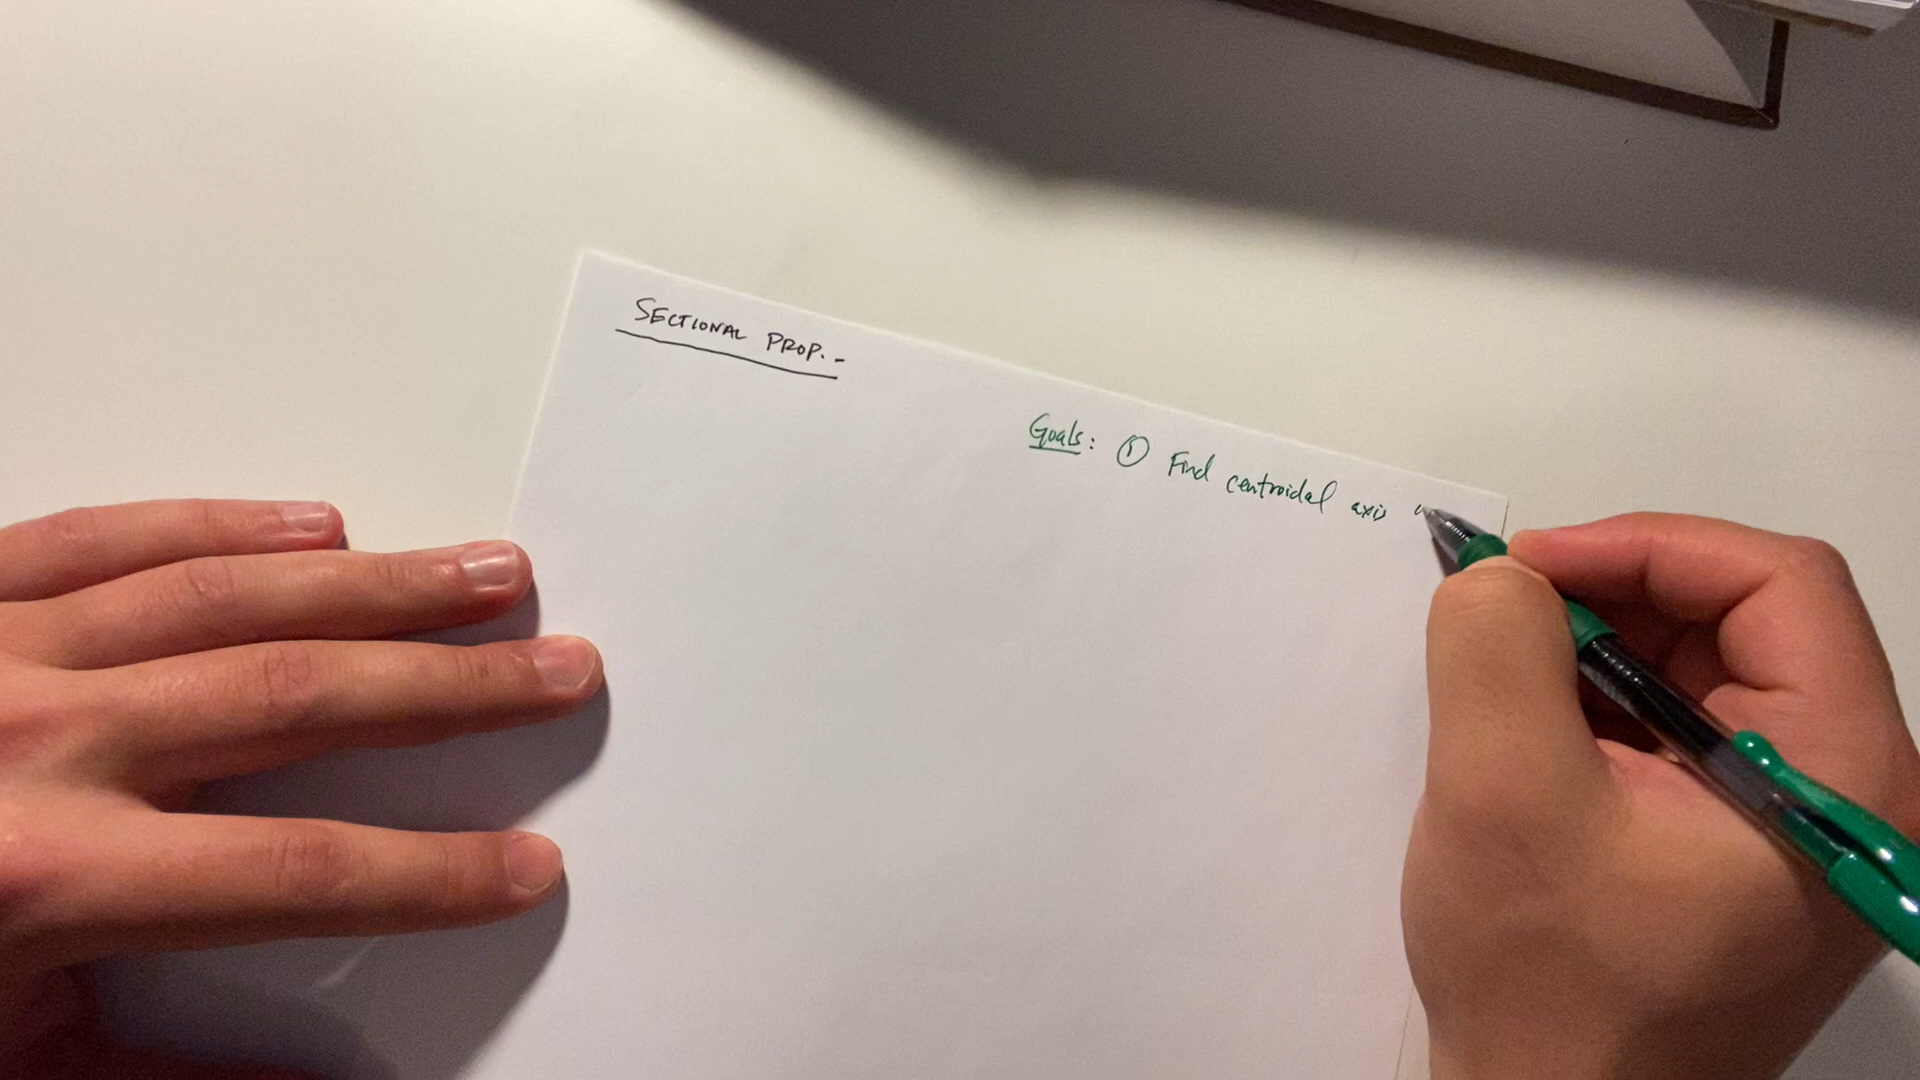 SECTIONAL PROP.-
Goals: ① Find centroidal axis